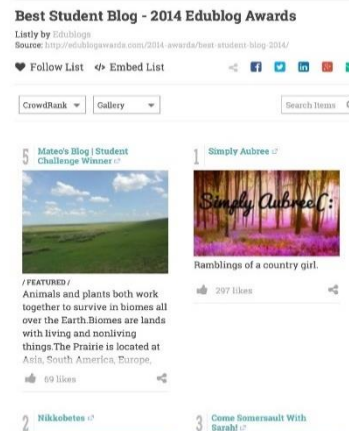 Best Student Blog - 2014 Edublog Awards
Listly by Edublogs
Source: http://edublogawards.com/2014-awards/best-student-blog-2014/
Follow List </> Embed List
CrowdRank
Gallery
Search Items
5 Mateo's Blog | Student
Challenge Winner
/ FEATURED /
Animals and plants both work
together to survive in biomes all
over the Earth.Biomes are lands
with living and nonliving
things.The Prairie is located at
Asia, South America, Europe,
69 likes
1 Simply Aubree
Simply Aubree C:
Ramblings of a country girl.
297 likes
2 Nikkobetes
3 Come Somersault With
Sarah!